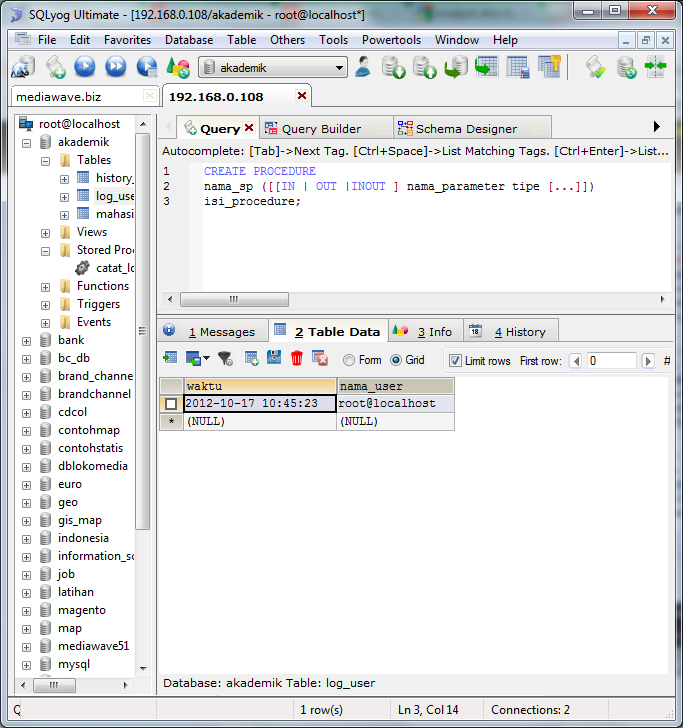 SQLyog Ultimate - [192.168.0.108/akademik - root@localhost*]
File Edit Favorites Database Table Others Tools Powertools Window Help
akademik
mediawave.biz 192.168.0.108
root@localhost
akademik
Tables
history_
log_use
mahasi
Views
Stored Pro
catat_lo
Functions
Triggers
Events
bank
bc_db
brand_channe
brandchannel
cdcol
contohmap
contohstatis
dblokomedia
euro
geo
gis_map
indonesia
information_sc
job
latihan
magento
map
mediawave51
mysql
Query Query Builder Schema Designer
Autocomplete: [Tab]->Next Tag. [Ctrl+Space]->List Matching Tags. [Ctrl+Enter]->List...
1 CREATE PROCEDURE
2 nama_sp ([[IN | OUT |INOUT ] nama_parameter tipe [...]])
3 isi_procedure;
1 Messages 2 Table Data 3 Info 4 History
Form Grid Limit rows First row: 0 #
waktu nama_user
2012-10-17 10:45:23 root@localhost
* (NULL) (NULL)
Database: akademik Table: log_user
1 row(s) Ln 3, Col 14 Connections: 2